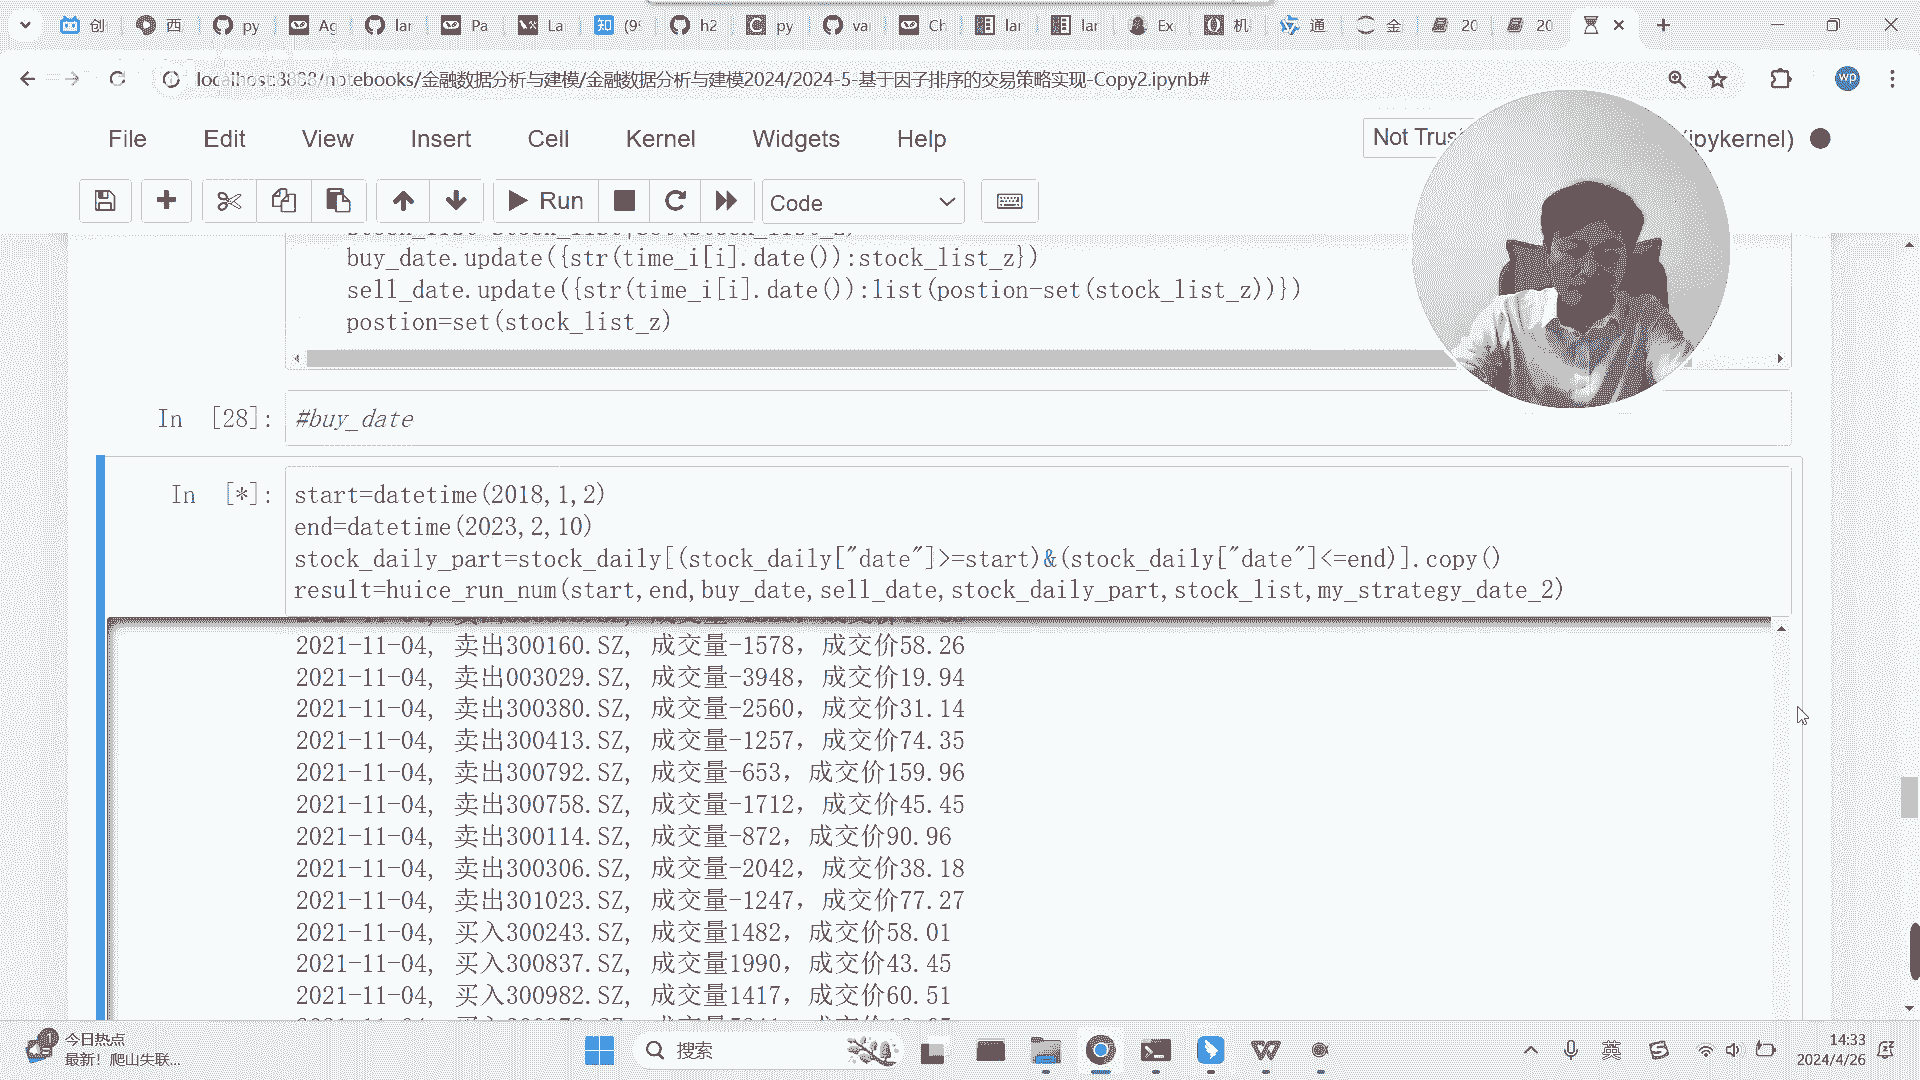 创
西
py
Ag
lar
Pa
La
(9
h2
py
va
Ch
lar
lar
Ex
机
通
金
20
20
localhost:8888/notebooks/金融数据分析与建模/金融数据分析与建模2024/2024-5-基于因子排序的交易策略实现-Copy2.ipynb#
wp
File Edit View Insert Cell Kernel Widgets Help
Not Trus
(ipykernel)
Run
Code
buy_date.update({str(time_i[i].date()):stock_list_z})
sell_date.update({str(time_i[i].date()):list(postion-set(stock_list_z))})
postion=set(stock_list_z)
In [28]: #buy_date
In [*]: start=datetime(2018,1,2)
end=datetime(2023,2,10)
stock_daily_part=stock_daily[(stock_daily["date"]>=start)&(stock_daily["date"]<=end)].copy()
result=huice_run_num(start,end,buy_date,sell_date,stock_daily_part,stock_list,my_strategy_date_2)
2021-11-04, 卖出300160.SZ, 成交量-1578，成交价58.26
2021-11-04, 卖出003029.SZ, 成交量-3948，成交价19.94
2021-11-04, 卖出300380.SZ, 成交量-2560，成交价31.14
2021-11-04, 卖出300413.SZ, 成交量-1257，成交价74.35
2021-11-04, 卖出300792.SZ, 成交量-653，成交价159.96
2021-11-04, 卖出300758.SZ, 成交量-1712，成交价45.45
2021-11-04, 卖出300114.SZ, 成交量-872，成交价90.96
2021-11-04, 卖出300306.SZ, 成交量-2042，成交价38.18
2021-11-04, 卖出301023.SZ, 成交量-1247，成交价77.27
2021-11-04, 买入300243.SZ, 成交量1482，成交价58.01
2021-11-04, 买入300837.SZ, 成交量1990，成交价43.45
2021-11-04, 买入300982.SZ, 成交量1417，成交价60.51
今日热点
最新！爬山失联...
搜索
英
14:33
2024/4/26